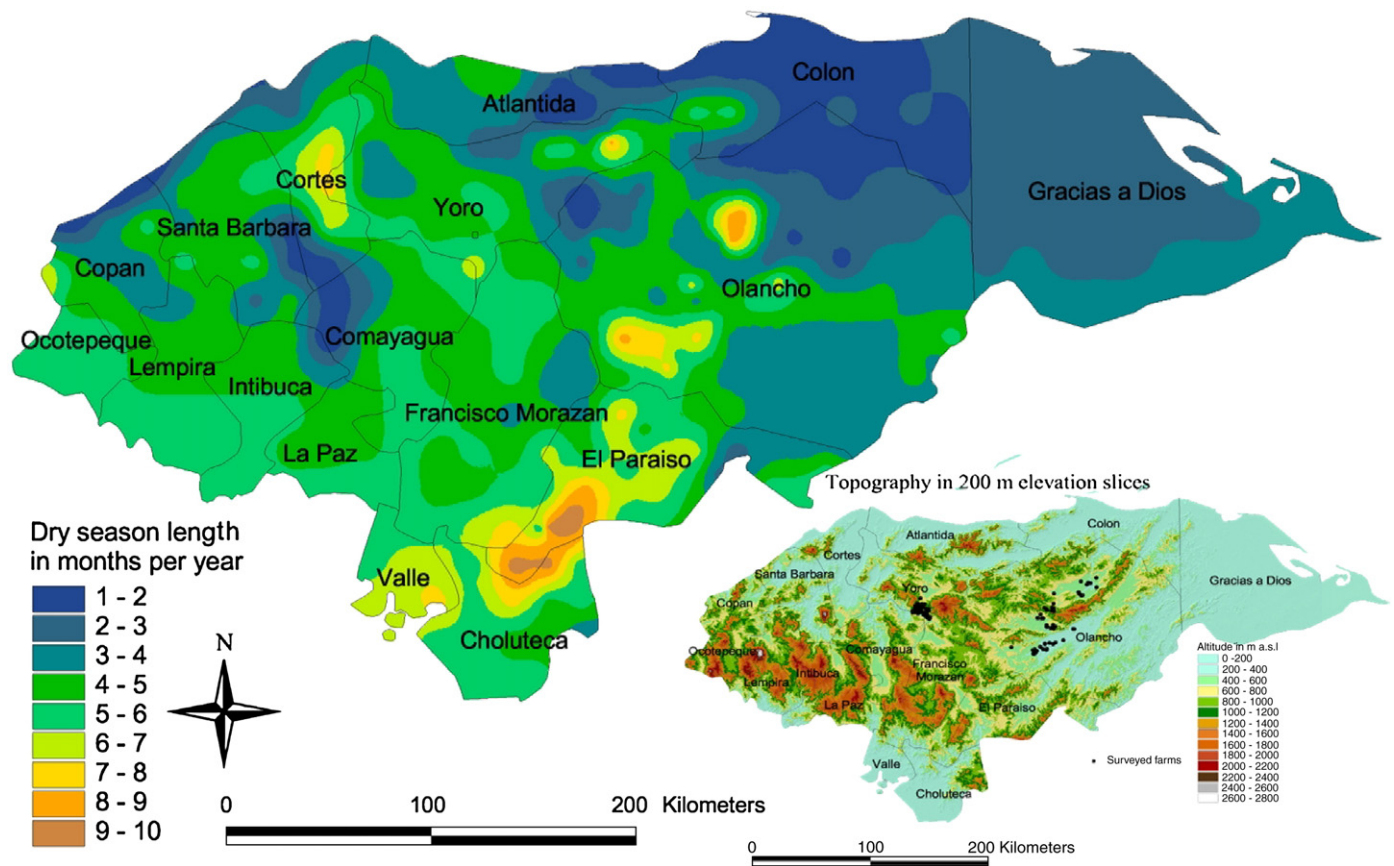 Colon
Atlantida
Cortes
Gracias a Dios
Yoro
Santa Barbara
Copan
Olancho
Ocotepeque
Comayagua
Lempira
Intibuca
Francisco Morazan
La Paz
El Paraiso
Valle
Choluteca
Dry season length
in months per year
1 - 2
2 - 3
3 - 4
4 - 5
5 - 6
6 - 7
7 - 8
8 - 9
9 - 10
N
0 100 200 Kilometers
Topography in 200 m elevation slices
Colon
Atlantida
Cortes
Santa Barbara
Gracias a Dios
Yoro
Copan
Olancho
Ocotepeque
Comayagua
Francisco
Morazan
Intibuca
Lempira
La Paz
El Paraiso
Valle
Choluteca
Surveyed farms
Altitude in m a.s.l
0 -200
200 - 400
400 - 600
600 - 800
800 - 1000
1000 - 1200
1200 - 1400
1400 - 1600
1600 - 1800
1800 - 2000
2000 - 2200
2200 - 2400
2400 - 2600
2600 - 2800
0 100 200 Kilometers